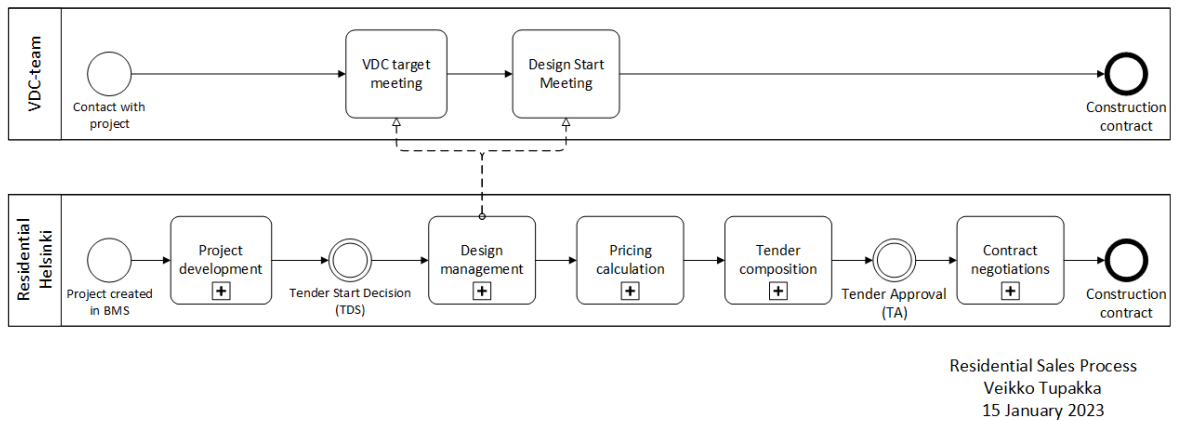 VDC-team
Contact with
project
VDC target
meeting
Design Start
Meeting
Construction
contract
Residential
Helsinki
Project created
in BMS
Project
development
Tender Start Decision
(TDS)
Design
management
Pricing
calculation
Tender
composition
Tender Approval
(TA)
Contract
negotiations
Construction
contract
Residential Sales Process
Veikko Tupakka
15 January 2023